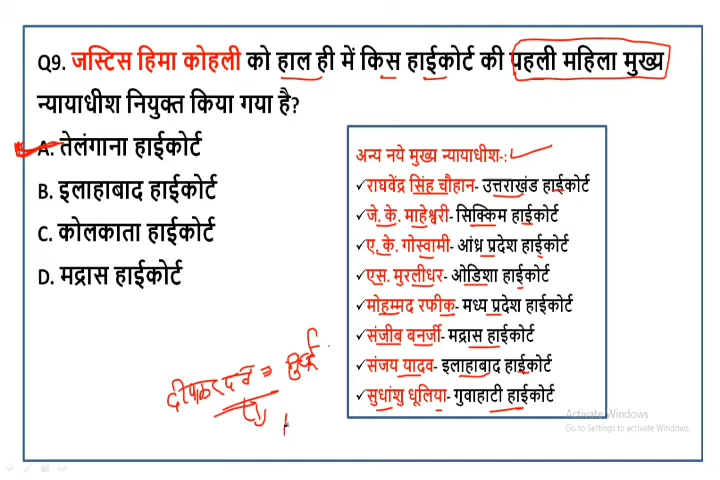 Q9. जस्टिस हिमा कोहली को हाल ही में किस हाईकोर्ट की पहली महिला मुख्य
न्यायाधीश नियुक्त किया गया है?
A. तेलंगाना हाईकोर्ट
B. इलाहाबाद हाईकोर्ट
C. कोलकाता हाईकोर्ट
D. मद्रास हाईकोर्ट
अन्य नये मुख्य न्यायाधीश-:
✓राघवेंद्र सिंह चौहान- उत्तराखंड हाईकोर्ट
✓जे. के. माहेश्वरी- सिक्किम हाईकोर्ट
✓ए. के. गोस्वामी- आंध्र प्रदेश हाईकोर्ट
✓एस. मुरलीधर- ओडिशा हाईकोर्ट
✓मोहम्मद रफीक- मध्य प्रदेश हाईकोर्ट
✓संजीब बनर्जी- मद्रास हाईकोर्ट
✓संजय यादव- इलाहाबाद हाईकोर्ट
✓सुधांशु धूलिया- गुवाहाटी हाईकोर्ट
Activate Windows
Go to Settings to activate Windows.